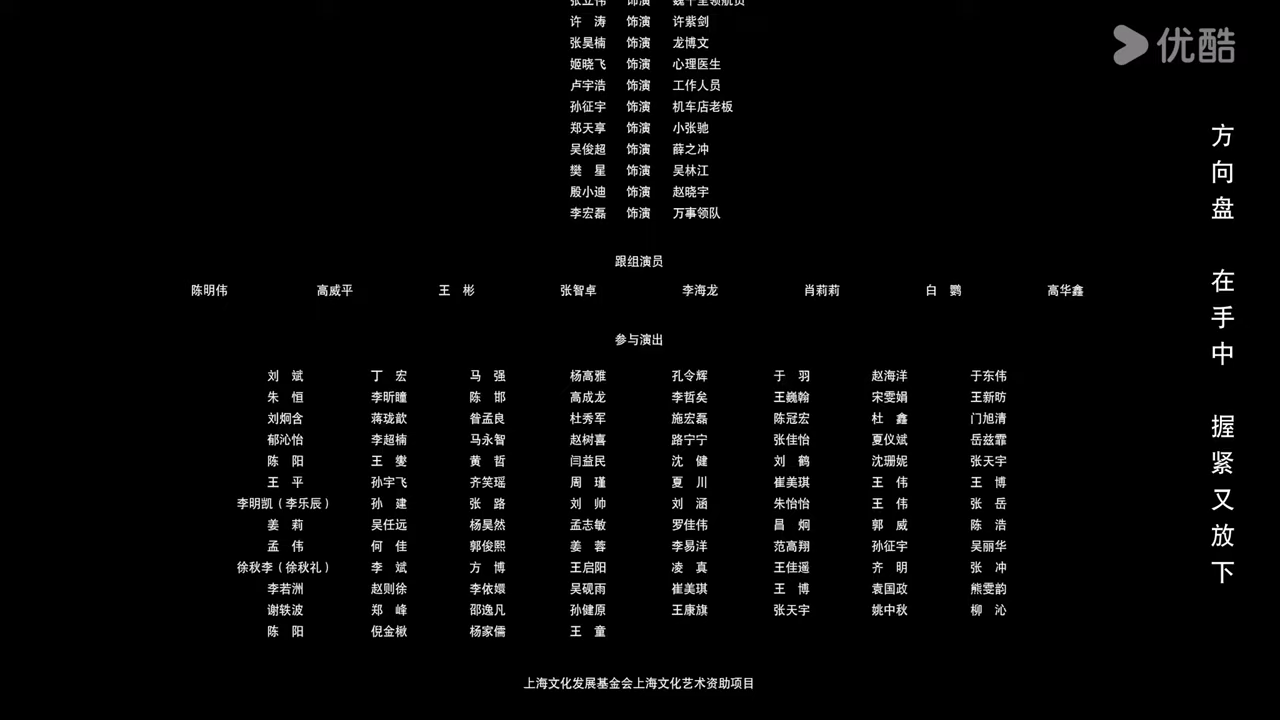 张立伟 饰演 魏千里领航员
许 涛 饰演 许紫剑
张昊楠 饰演 龙博文
姬晓飞 饰演 心理医生
卢宇浩 饰演 工作人员
孙征宇 饰演 机车店老板
郑天享 饰演 小张驰
吴俊超 饰演 薛之冲
樊 星 饰演 吴林江
殷小迪 饰演 赵晓宇
李宏磊 饰演 万事领队
跟组演员
陈明伟 高威平 王 彬 张智卓 李海龙 肖莉莉 白 鹦 高华鑫
参与演出
刘 斌 丁 宏 马 强 杨高雅 孔令辉 于 羽 赵海洋 于东伟
朱 恒 李昕瞳 陈 邯 高成龙 李哲矣 王巍翰 宋雯娟 王新昉
刘炯含 蒋珑歆 昝孟良 杜秀军 施宏磊 陈冠宏 杜 鑫 门旭清
郁沁怡 李超楠 马永智 赵树喜 路宁宁 张佳怡 夏仪斌 岳兹霏
陈 阳 王 燮 黄 哲 闫益民 沈 健 刘 鹤 沈珊妮 张天宇
王 平 孙宇飞 齐笑瑶 周 瑾 夏 川 崔美琪 王 伟 王 博
李明凯（李乐辰） 孙 建 张 路 刘 帅 刘 涵 朱怡怡 王 伟 张 岳
姜 莉 吴任远 杨昊然 孟志敏 罗佳伟 昌 炯 郭 威 陈 浩
孟 伟 何 佳 郭俊熙 姜 蓉 李易洋 范高翔 孙征宇 吴丽华
徐秋李（徐秋礼） 李 斌 方 博 王启阳 凌 真 王佳遥 齐 明 张 冲
李若洲 赵则徐 李依嬛 吴砚雨 崔美琪 王 博 袁国政 熊雯韵
谢轶波 郑 峰 邵逸凡 孙健原 王康旗 张天宇 姚中秋 柳 沁
陈 阳 倪金楸 杨家儒 王 童
上海文化发展基金会上海文化艺术资助项目
优酷
方向盘 在手中 握紧又放下